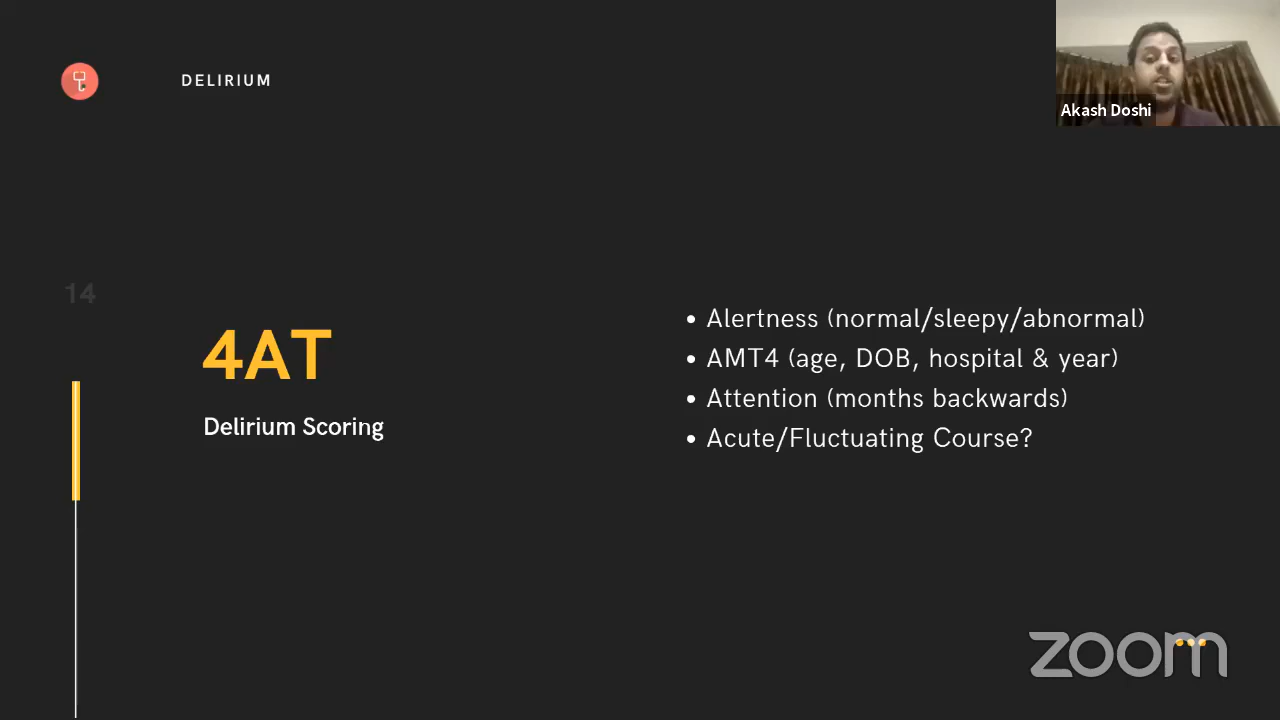 DELIRIUM
Akash Doshi
14
4AT
Delirium Scoring
• Alertness (normal/sleepy/abnormal)
• AMT4 (age, DOB, hospital & year)
• Attention (months backwards)
• Acute/Fluctuating Course?
zoom